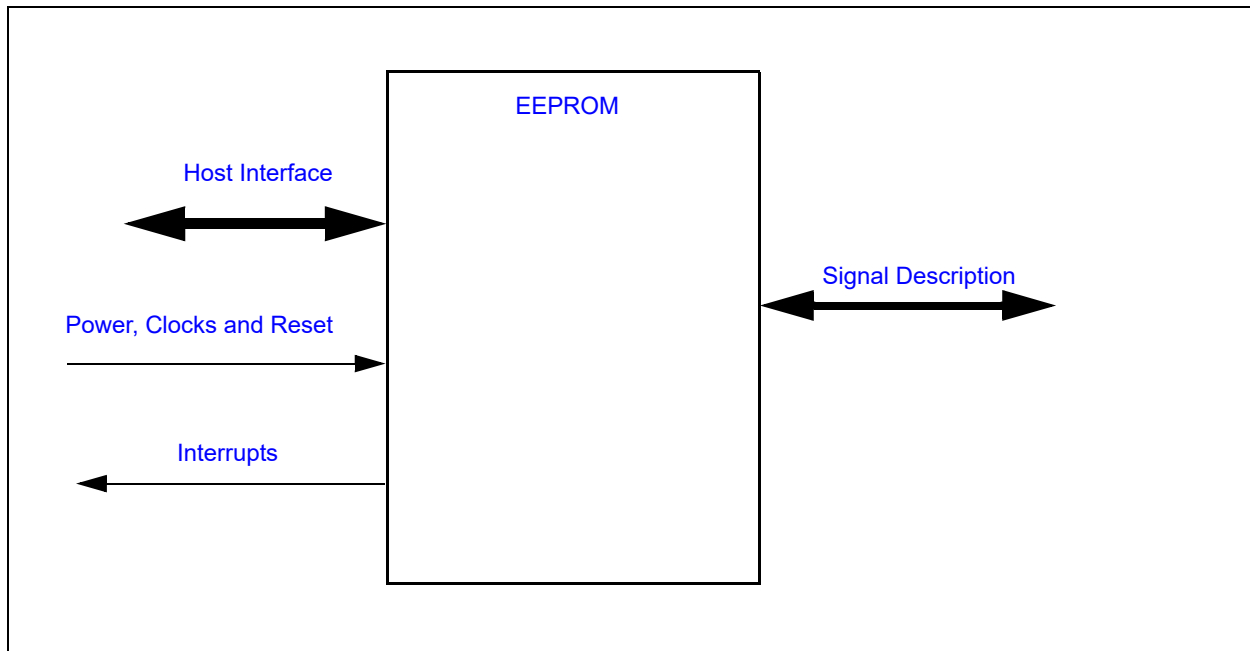 EEPROM
Host Interface
Signal Description
Power, Clocks and Reset
Interrupts